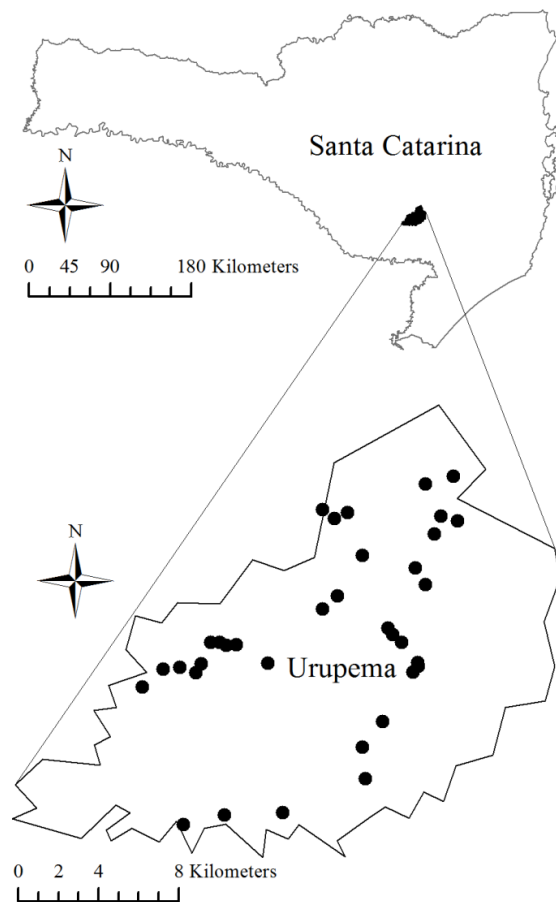 Santa Catarina
N
0 45 90 180 Kilometers
N
Urupema
0 2 4 8 Kilometers